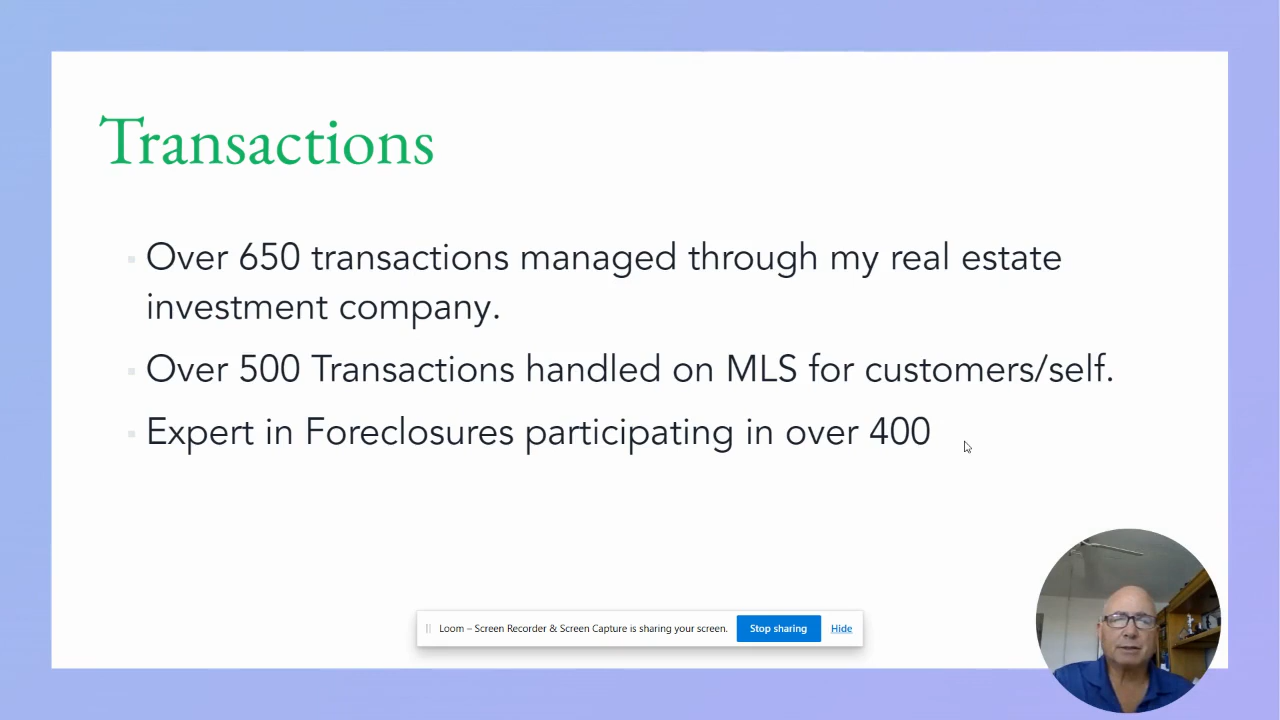 Transactions
Over 650 transactions managed through my real estate
investment company.
Over 500 Transactions handled on MLS for customers/self.
Expert in Foreclosures participating in over 400
Loom – Screen Recorder & Screen Capture is sharing your screen. Stop sharing Hide